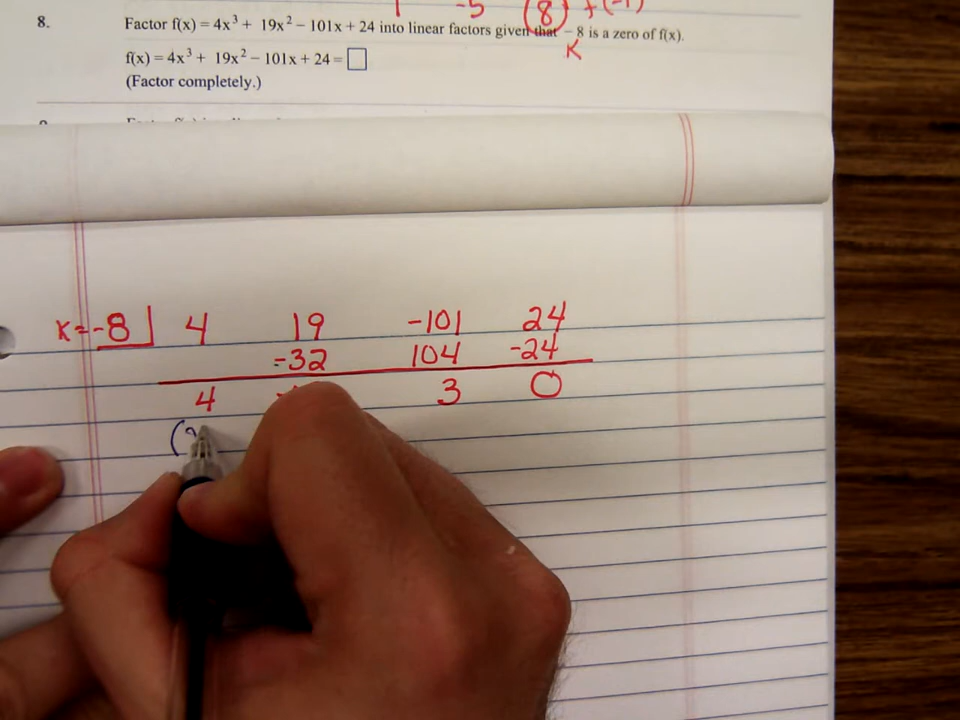 -5 (8) +(-1)
8. Factor f(x) = 4x³ + 19x² − 101x + 24 into linear factors given that − 8 is a zero of f(x).
K
f(x) = 4x³ + 19x² − 101x + 24 = □
(Factor completely.)
K = -8 4 19 -101 24
-32 104 -24
4 3 0
(